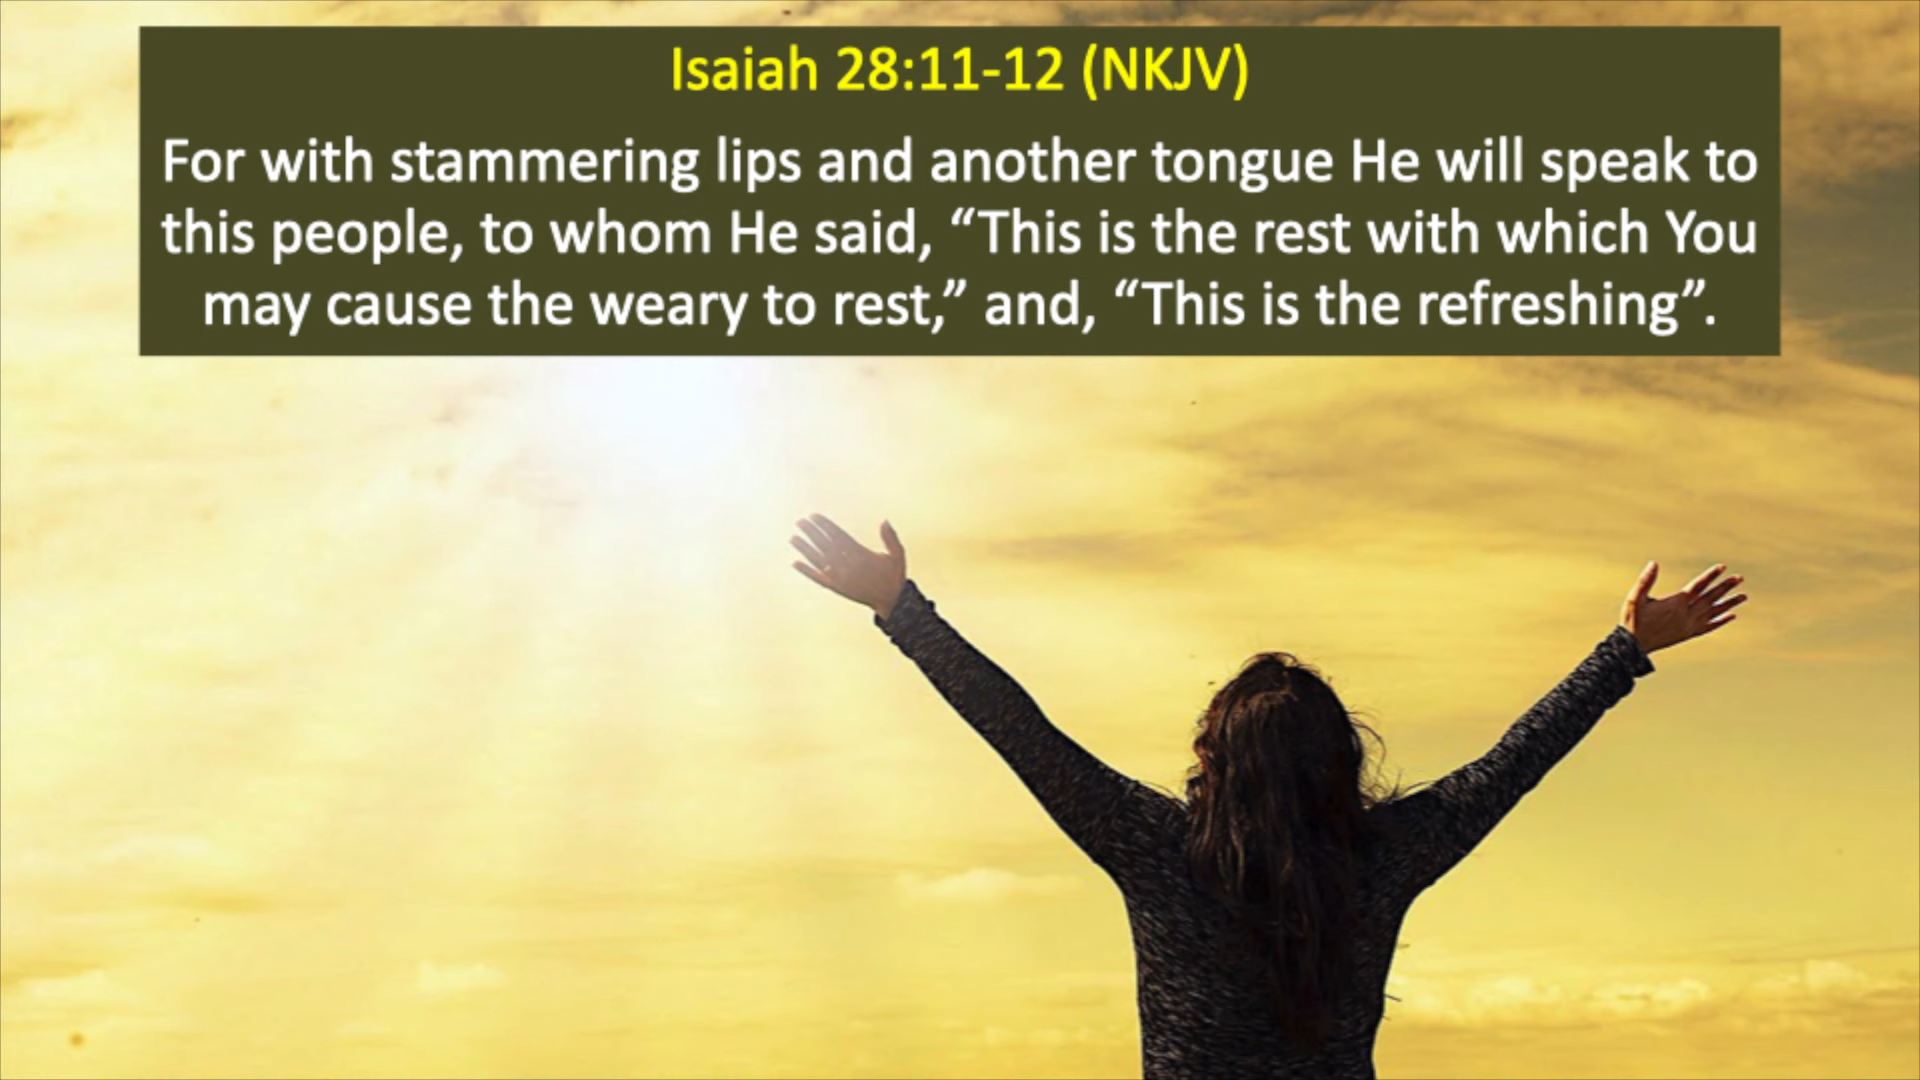 Isaiah 28:11-12 (NKJV)
For with stammering lips and another tongue He will speak to
this people, to whom He said, “This is the rest with which You
may cause the weary to rest,” and, “This is the refreshing”.